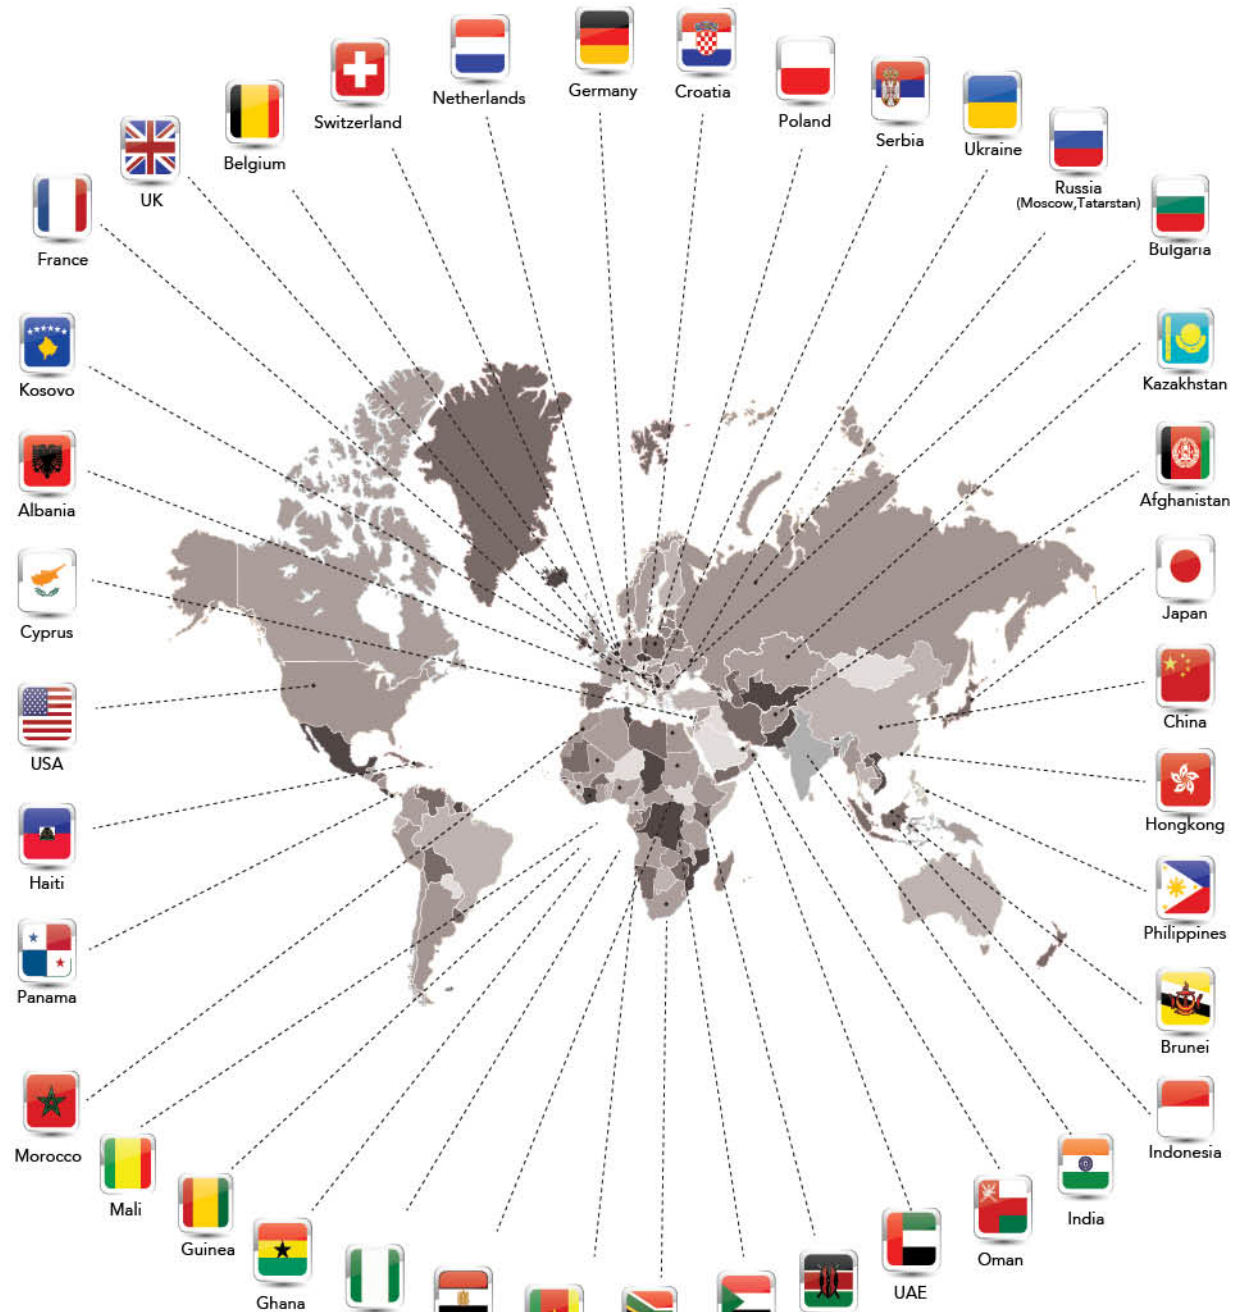 Netherlands
Germany
Croatia
Switzerland
Poland
Belgium
Serbia
Ukraine
UK
Russia
(Moscow,Tatarstan)
France
Bulgaria
Kosovo
Kazakhstan
Albania
Afghanistan
Cyprus
Japan
USA
China
Haiti
Hongkong
Panama
Philippines
Brunei
Morocco
Indonesia
Mali
India
Guinea
Oman
Ghana
UAE